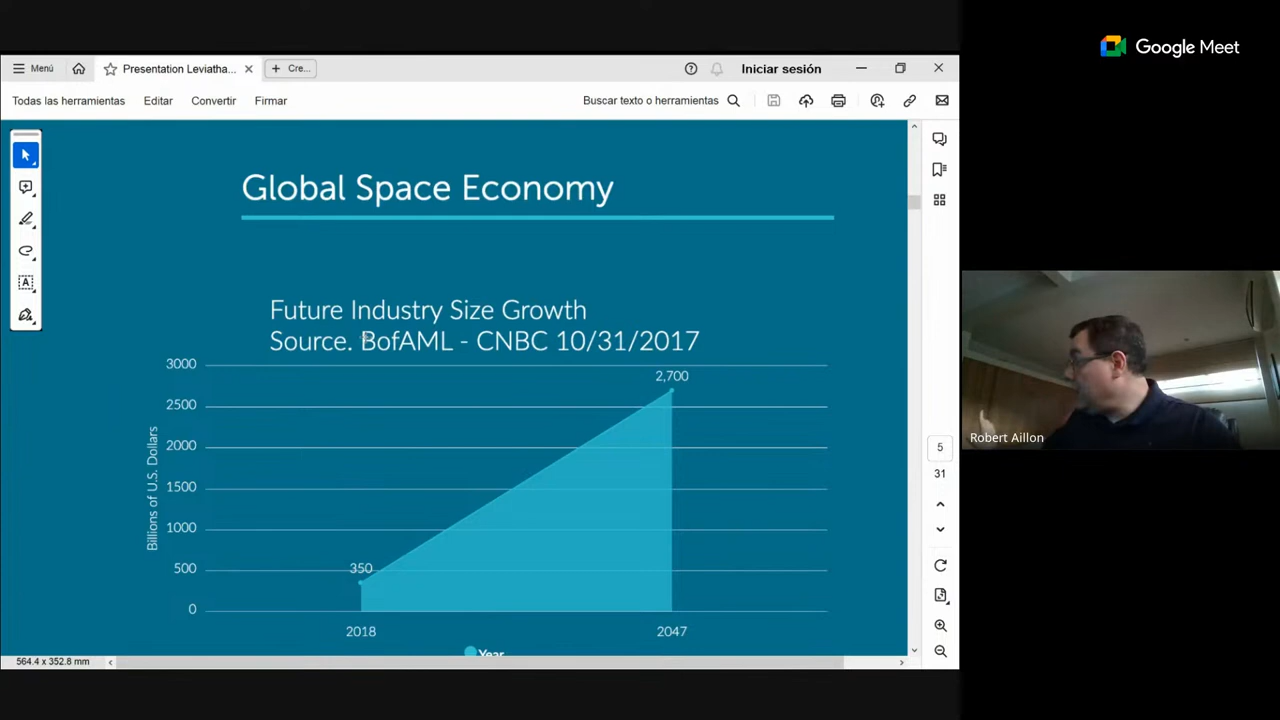 Google Meet
Menú
Presentation Leviatha...
Cre...
Iniciar sesión
Todas las herramientas
Editar
Convertir
Firmar
Buscar texto o herramientas
Global Space Economy
Future Industry Size Growth
Source. BofAML - CNBC 10/31/2017
3000
2500
2000
1500
1000
500
0
Billions of U.S. Dollars
2,700
350
2018
2047
Year
5
31
564.4 x 352.8 mm
Robert Aillon